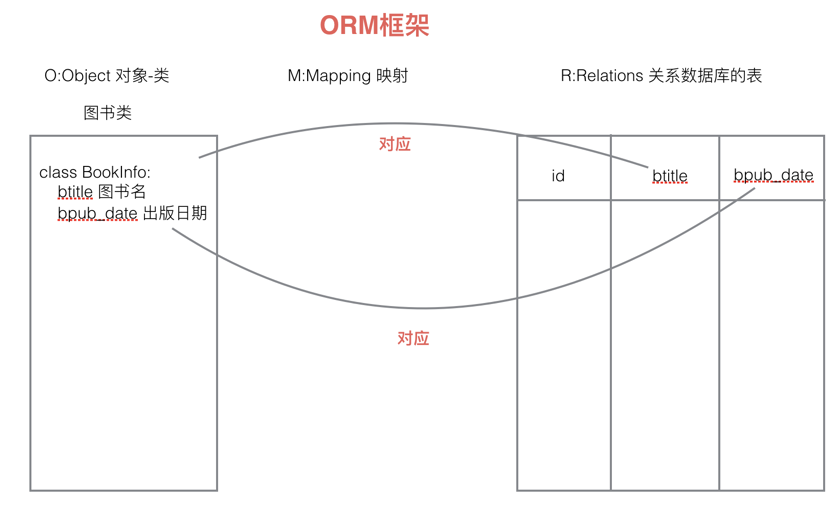 ORM框架
O:Object 对象-类
M:Mapping 映射
R:Relations 关系数据库的表
图书类
对应
class BookInfo:
btitle 图书名
bpub_date 出版日期
id
btitle
bpub_date
对应